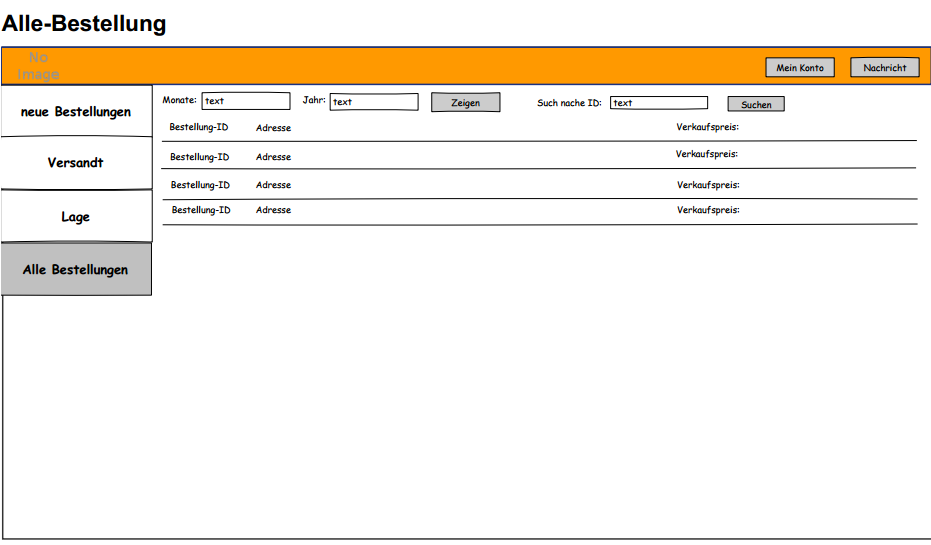 Alle-Bestellung
No
Image
Mein Konto Nachricht
neue Bestellungen
Versandt
Lage
Alle Bestellungen
Monate: text Jahr: text Zeigen Such nache ID: text Suchen
Bestellung-ID Adresse Verkaufspreis:
Bestellung-ID Adresse Verkaufspreis:
Bestellung-ID Adresse Verkaufspreis:
Bestellung-ID Adresse Verkaufspreis: